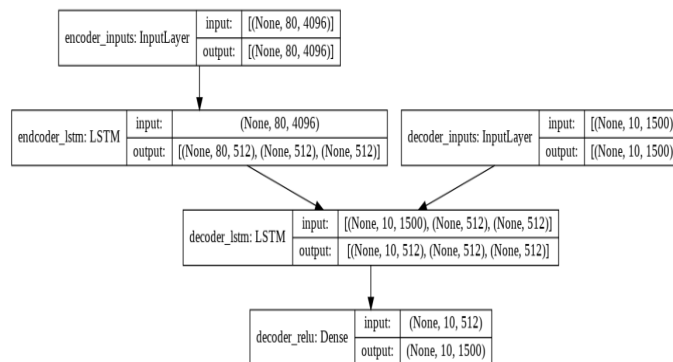 encoder_inputs: InputLayer
input: [(None, 80, 4096)]
output: [(None, 80, 4096)]
endcoder_lstm: LSTM
input: (None, 80, 4096)
output: [(None, 80, 512), (None, 512), (None, 512)]
decoder_inputs: InputLayer
input: [(None, 10, 1500)]
output: [(None, 10, 1500)]
decoder_lstm: LSTM
input: [(None, 10, 1500), (None, 512), (None, 512)]
output: [(None, 10, 512), (None, 512), (None, 512)]
decoder_relu: Dense
input: (None, 10, 512)
output: (None, 10, 1500)